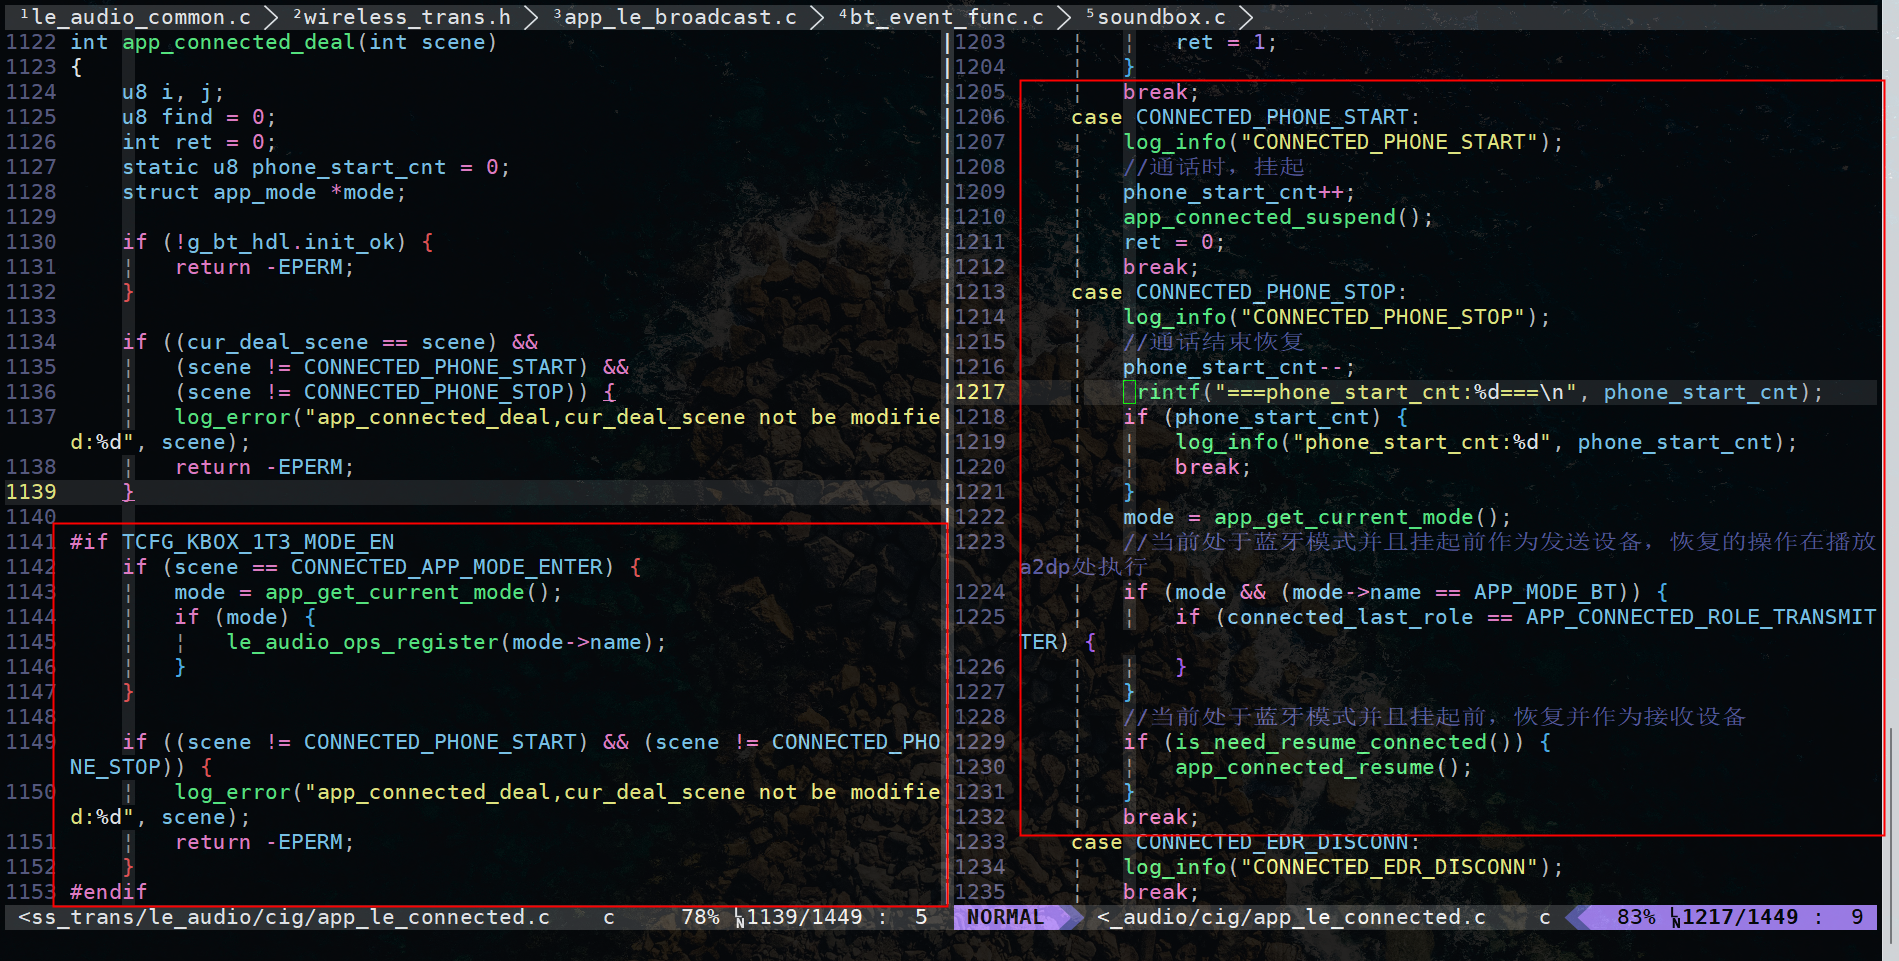 ¹le_audio_common.c > ²wireless_trans.h > ³app_le_broadcast.c > ⁴bt_event_func.c > ⁵soundbox.c >
1122 int app_connected_deal(int scene)
1123 {
1124     u8 i, j;
1125     u8 find = 0;
1126     int ret = 0;
1127     static u8 phone_start_cnt = 0;
1128     struct app_mode *mode;
1129
1130     if (!g_bt_hdl.init_ok) {
1131     ¦   return -EPERM;
1132     }
1133
1134     if ((cur_deal_scene == scene) &&
1135     ¦   (scene != CONNECTED_PHONE_START) &&
1136     ¦   (scene != CONNECTED_PHONE_STOP)) {
1137     ¦   log_error("app_connected_deal,cur_deal_scene not be modifie
d:%d", scene);
1138     ¦   return -EPERM;
1139     }
1140
1141 #if TCFG_KBOX_1T3_MODE_EN
1142     if (scene == CONNECTED_APP_MODE_ENTER) {
1143     ¦   mode = app_get_current_mode();
1144     ¦   if (mode) {
1145     ¦   ¦   le_audio_ops_register(mode->name);
1146     ¦   }
1147     }
1148
1149     if ((scene != CONNECTED_PHONE_START) && (scene != CONNECTED_PHO
NE_STOP)) {
1150     ¦   log_error("app_connected_deal,cur_deal_scene not be modifie
d:%d", scene);
1151     ¦   return -EPERM;
1152     }
1153 #endif
<ss_trans/le_audio/cig/app_le_connected.c    c    78% ㏑1139/1449 :  5
1203     ¦   ¦   ret = 1;
1204     ¦   }
1205     ¦   break;
1206     case CONNECTED_PHONE_START:
1207     ¦   log_info("CONNECTED_PHONE_START");
1208     ¦   //通话时，挂起
1209     ¦   phone_start_cnt++;
1210     ¦   app_connected_suspend();
1211     ¦   ret = 0;
1212     ¦   break;
1213     case CONNECTED_PHONE_STOP:
1214     ¦   log_info("CONNECTED_PHONE_STOP");
1215     ¦   //通话结束恢复
1216     ¦   phone_start_cnt--;
1217     rintf("===phone_start_cnt:%d===\n", phone_start_cnt);
1218     ¦   if (phone_start_cnt) {
1219     ¦   ¦   log_info("phone_start_cnt:%d", phone_start_cnt);
1220     ¦   ¦   break;
1221     ¦   }
1222     ¦   mode = app_get_current_mode();
1223     ¦   //当前处于蓝牙模式并且挂起前作为发送设备，恢复的操作在播放
a2dp处执行
1224     ¦   if (mode && (mode->name == APP_MODE_BT)) {
1225     ¦   ¦   if (connected_last_role == APP_CONNECTED_ROLE_TRANSMIT
TER) {
1226     ¦   ¦   }
1227     ¦   }
1228     ¦   //当前处于蓝牙模式并且挂起前，恢复并作为接收设备
1229     ¦   if (is_need_resume_connected()) {
1230     ¦   ¦   app_connected_resume();
1231     ¦   }
1232     ¦   break;
1233     case CONNECTED_EDR_DISCONN:
1234     ¦   log_info("CONNECTED_EDR_DISCONN");
1235     ¦   break;
NORMAL <_audio/cig/app_le_connected.c    c    83% ㏑1217/1449 :  9